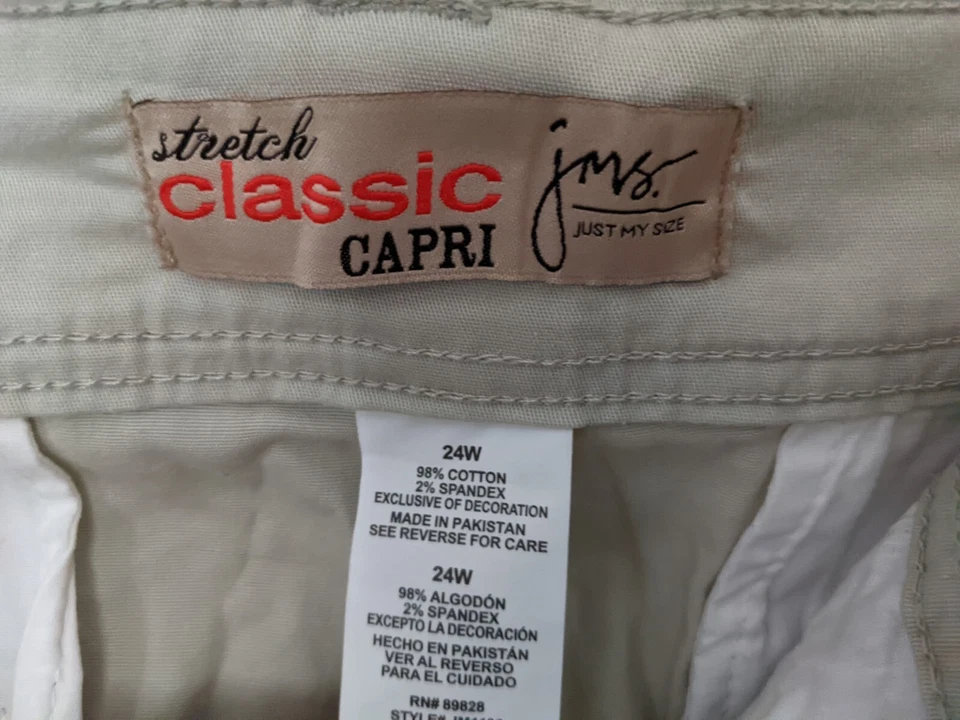 stretch
classic
CAPRI
jms.
JUST MY SIZE
24W
98% COTTON
2% SPANDEX
EXCLUSIVE OF DECORATION
MADE IN PAKISTAN
SEE REVERSE FOR CARE
24W
98% ALGODÓN
2% SPANDEX
EXCEPTO LA DECORACIÓN
HECHO EN PAKISTÁN
VER AL REVERSO
PARA EL CUIDADO
RN# 89828
STYLE#